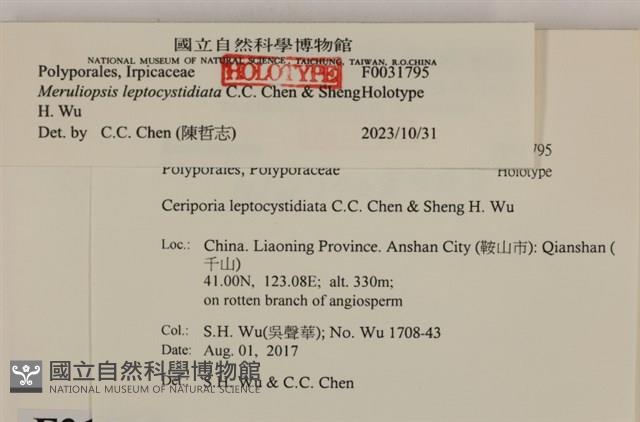 國立自然科學博物館
NATIONAL MUSEUM OF NATURAL SCIENCE, TAICHUNG, TAIWAN, R.O.CHINA
Polyporales, Irpicaceae HOLOTYPE F0031795
Meruliopsis leptocystidiata C.C. Chen & Sheng Holotype
H. Wu
Det. by C.C. Chen (陳哲志) 2023/10/31
795
Polyporales, Polyporaceae Holotype
Ceriporia leptocystidiata C.C. Chen & Sheng H. Wu
Loc.: China. Liaoning Province. Anshan City (鞍山市): Qianshan (
千山)
41.00N, 123.08E; alt. 330m;
on rotten branch of angiosperm
Col.: S.H. Wu(吳聲華); No. Wu 1708-43
Date: Aug. 01, 2017
Det.: S.H. Wu & C.C. Chen
國立自然科學博物館
NATIONAL MUSEUM OF NATURAL SCIENCE